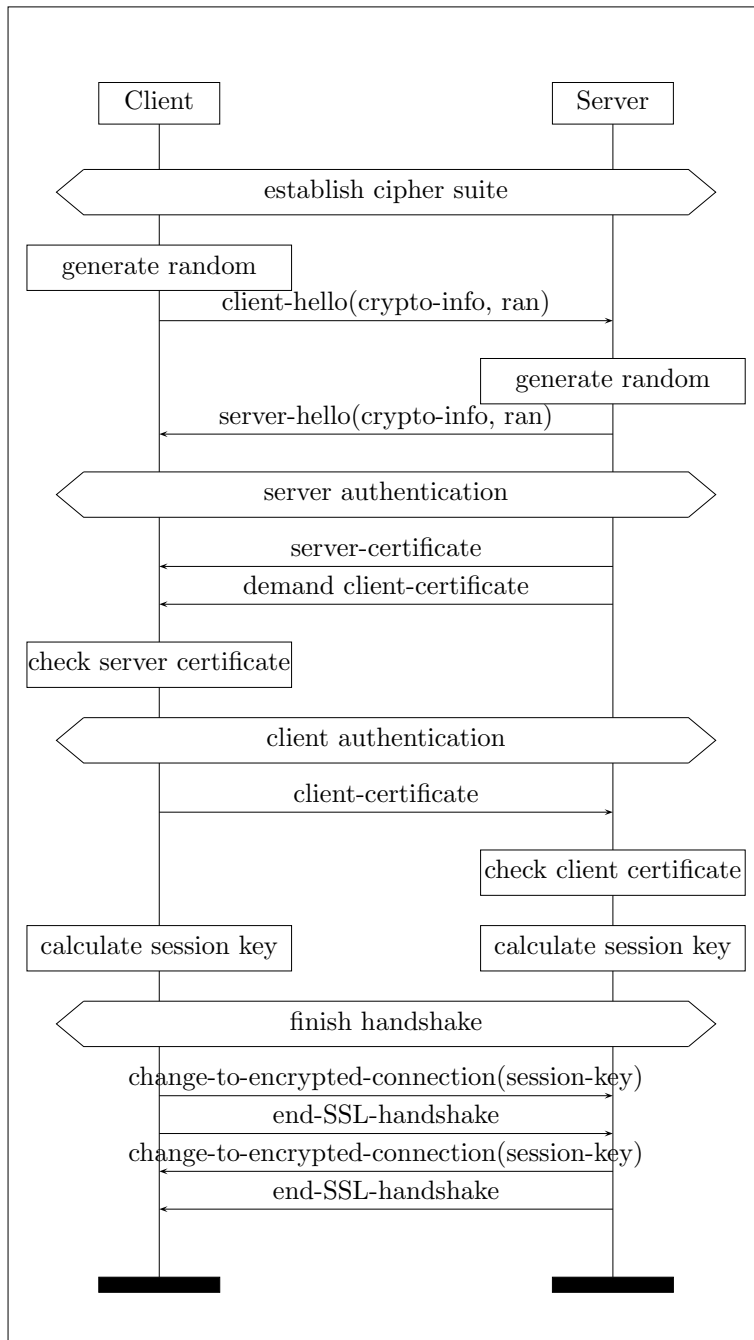 Client
Server
establish cipher suite
generate random
client-hello(crypto-info, ran)
generate random
server-hello(crypto-info, ran)
server authentication
server-certificate
demand client-certificate
check server certificate
client authentication
client-certificate
check client certificate
calculate session key
calculate session key
finish handshake
change-to-encrypted-connection(session-key)
end-SSL-handshake
change-to-encrypted-connection(session-key)
end-SSL-handshake